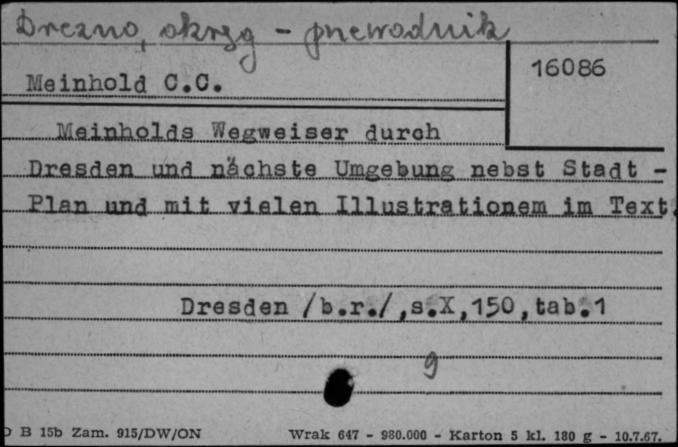 Drezno, okręg - przewodnik
16086
Meinhold C.C.
Meinholds Wegweiser durch
Dresden und nächste Umgebung nebst Stadt -
Plan und mit vielen Illustrationem im Text.
Dresden /b.r./,s.X,150,tab.1
9
D B 15b Zam. 915/DW/ON Wrak 647 - 980.000 - Karton 5 kl. 180 g - 10.7.67.